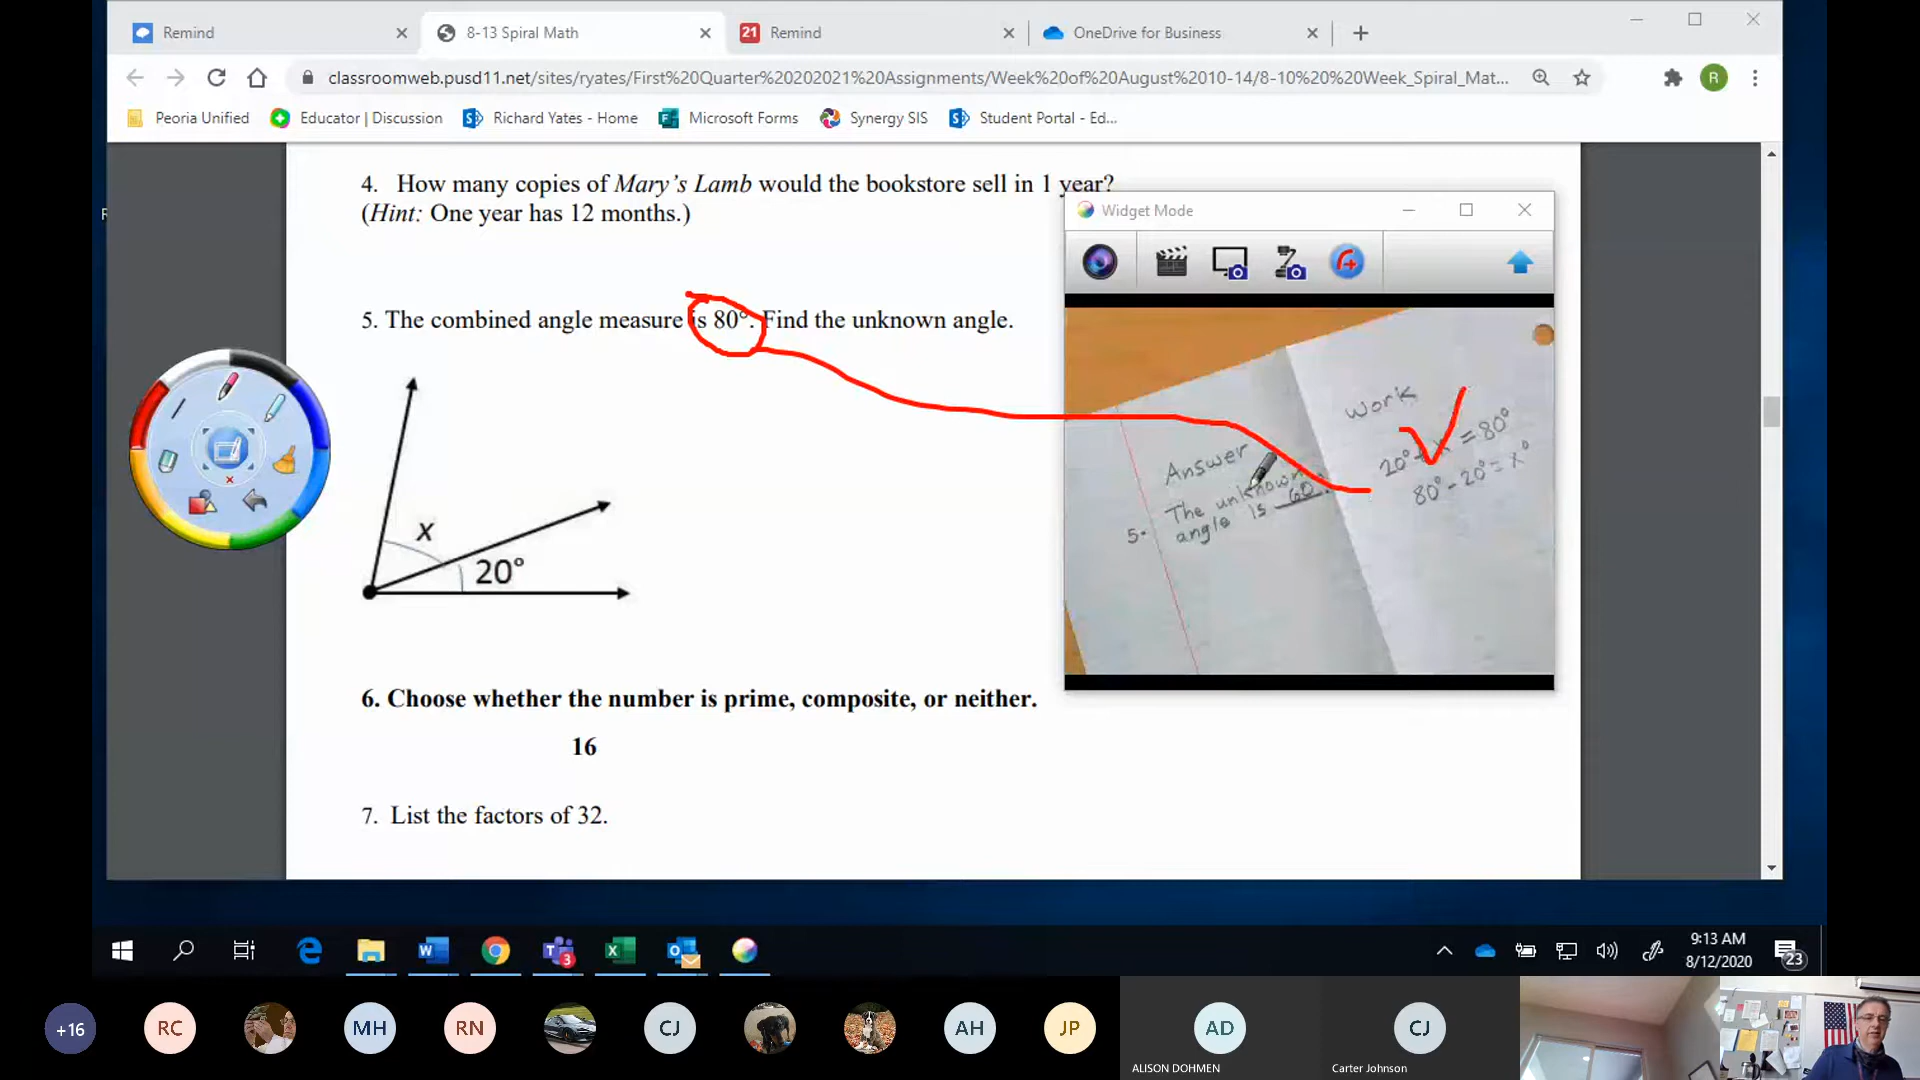 Remind
8-13 Spiral Math
21 Remind
OneDrive for Business
classroomweb.pusd11.net/sites/ryates/First%20Quarter%20202021%20Assignments/Week%20of%20August%2010-14/8-10%20%20Week_Spiral_Mat...
R
Peoria Unified
Educator | Discussion
Richard Yates - Home
Microsoft Forms
Synergy SIS
Student Portal - Ed...
4. How many copies of Mary's Lamb would the bookstore sell in 1 year?
(Hint: One year has 12 months.)
Widget Mode
5. The combined angle measure is 80°. Find the unknown angle.
x
20°
Work
20° + x = 80°
80° - 20° = x°
Answer
5. The unknown
angle is 60.
6. Choose whether the number is prime, composite, or neither.
16
7. List the factors of 32.
9:13 AM
8/12/2020
3
23
+16
RC
MH
RN
CJ
AH
JP
AD
ALISON DOHMEN
CJ
Carter Johnson